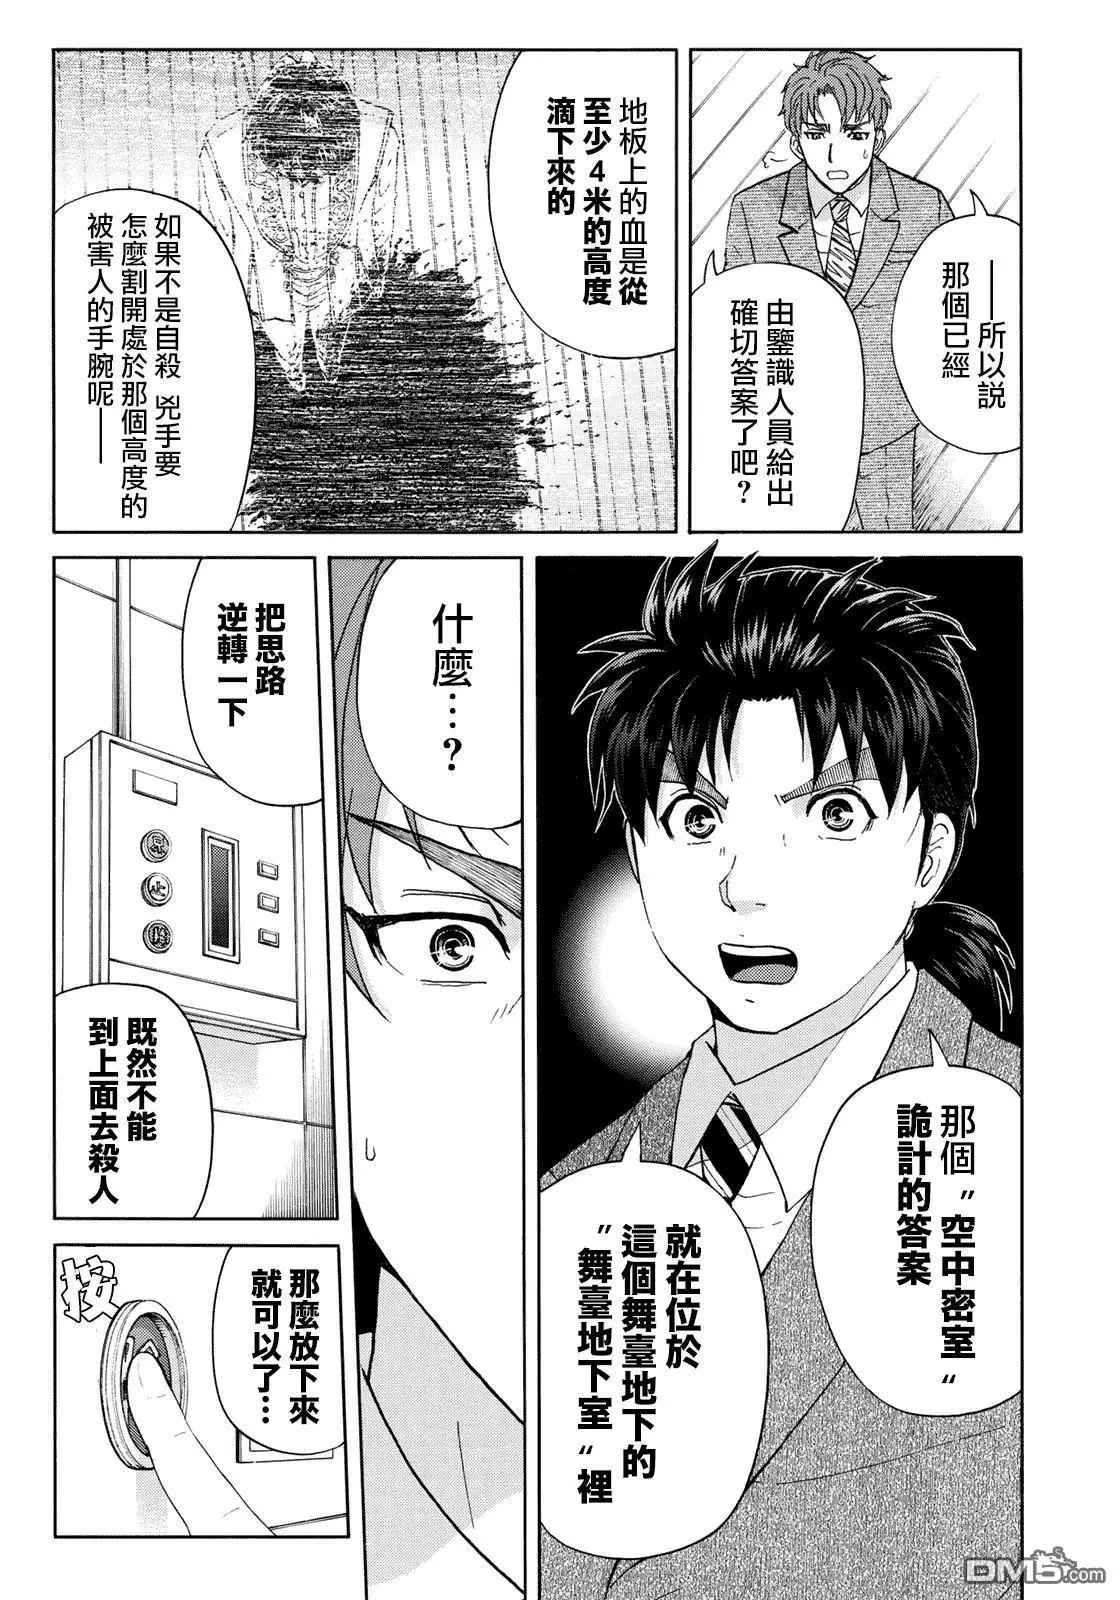 ——所以說
那個已經
由鑒識人員給出
確切答案了吧?
地板上的血是從
至少4米的高度
滴下來的
如果不是自殺 兇手要
怎麼割開處於那個高度的
被害人的手腕呢——
那個"空中密室"
詭計的答案
就在位於
這個舞臺地下的
"舞臺地下室"裡
什麼…?
把思路
逆轉一下
昇
止
降
既然不能
到上面去殺人
那麼放下來
就可以了…
按
DM5.com